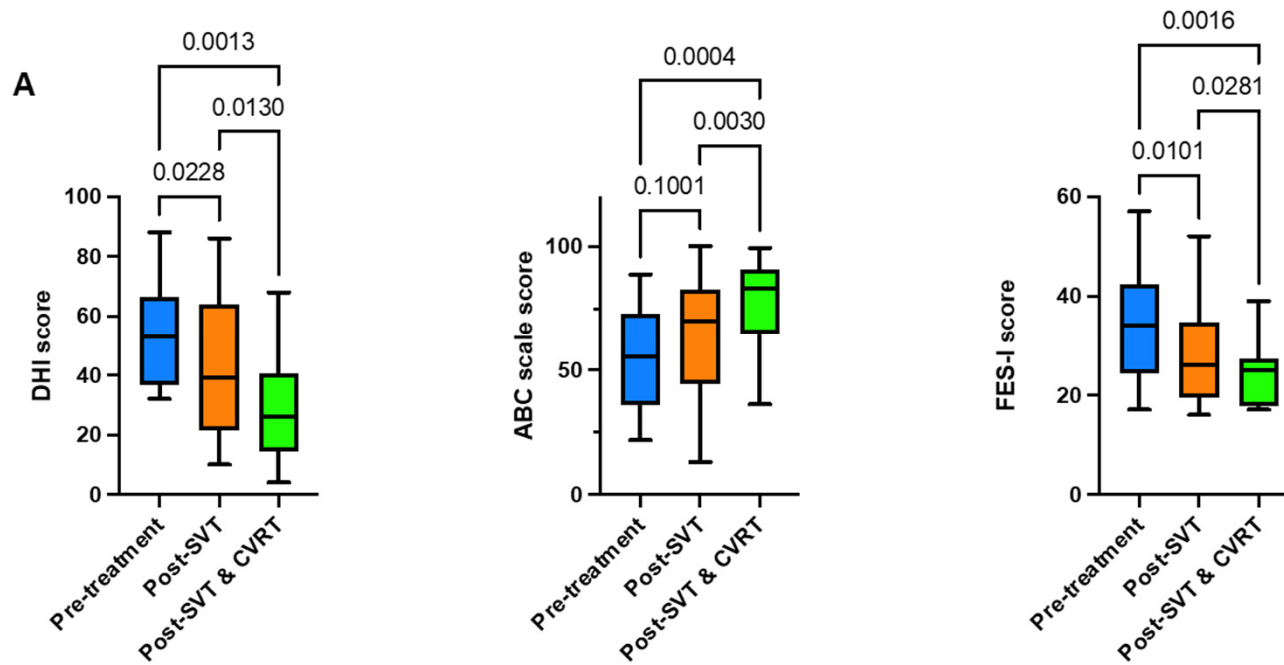 A
0.0013
0.0130
0.0228
DHI score
100
80
60
40
20
0
Pre-treatment
Post-SVT
Post-SVT & CVRT
0.0004
0.0030
0.1001
ABC scale score
100
50
0
Pre-treatment
Post-SVT
Post-SVT & CVRT
0.0016
0.0281
0.0101
FES-I score
60
40
20
0
Pre-treatment
Post-SVT
Post-SVT & CVRT